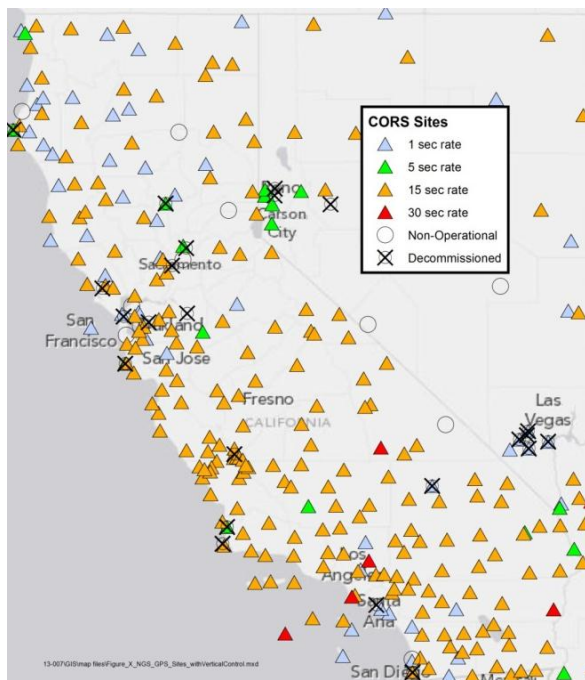 CORS Sites
1 sec rate
5 sec rate
15 sec rate
30 sec rate
Non-Operational
Decommissioned
Reno
Carson
City
Sacramento
San
Francisco
Oakland
San Jose
Fresno
CALIFORNIA
Las
Vegas
Los
Angeles
Santa
Ana
San Diego
13-007\GIS\map files\Figure_X_NGS_GPS_Sites_withVerticalControl.mxd